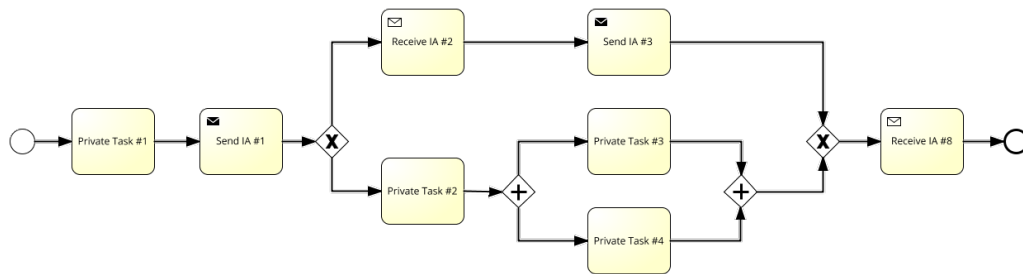 Private Task #1
Send IA #1
Receive IA #2
Send IA #3
Private Task #2
Private Task #3
Private Task #4
Receive IA #8